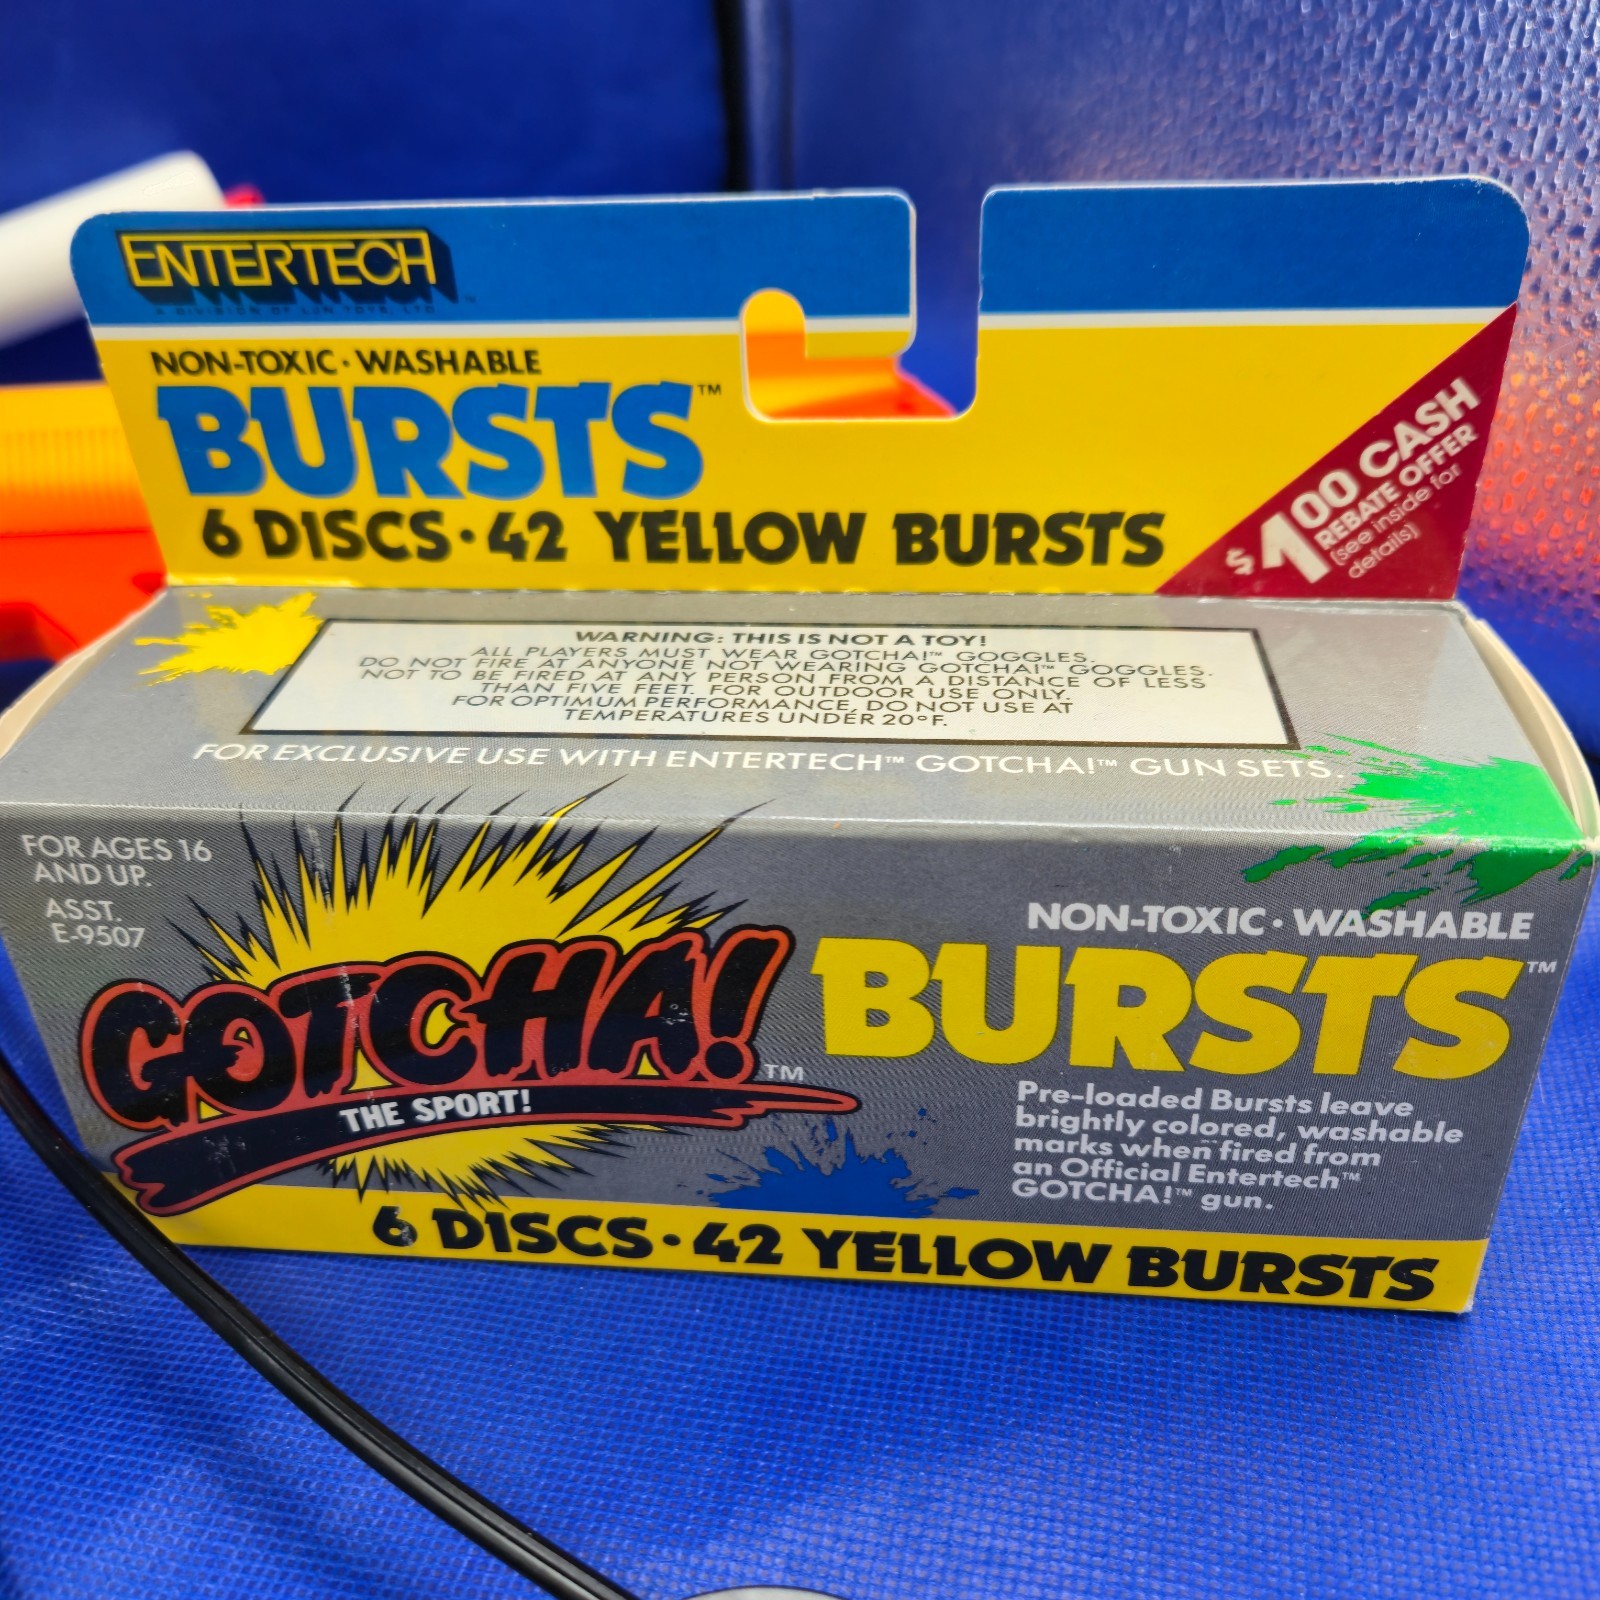 ENTERTECH™
A DIVISION OF LJN TOYS, LTD.
NON-TOXIC · WASHABLE
BURSTS™
6 DISCS · 42 YELLOW BURSTS
$1.00 CASH
REBATE OFFER
(see inside for
details)
WARNING: THIS IS NOT A TOY!
ALL PLAYERS MUST WEAR GOTCHA!™ GOGGLES.
DO NOT FIRE AT ANYONE NOT WEARING GOTCHA!™ GOGGLES.
NOT TO BE FIRED AT ANY PERSON FROM A DISTANCE OF LESS
THAN FIVE FEET. FOR OUTDOOR USE ONLY.
FOR OPTIMUM PERFORMANCE, DO NOT USE AT
TEMPERATURES UNDER 20°F.
FOR EXCLUSIVE USE WITH ENTERTECH™ GOTCHA!™ GUN SETS.
FOR AGES 16
AND UP.
ASST.
E-9507
GOTCHA!™
THE SPORT!
NON-TOXIC · WASHABLE
BURSTS™
Pre-loaded Bursts leave
brightly colored, washable
marks when fired from
an Official Entertech™
GOTCHA!™ gun.
6 DISCS · 42 YELLOW BURSTS